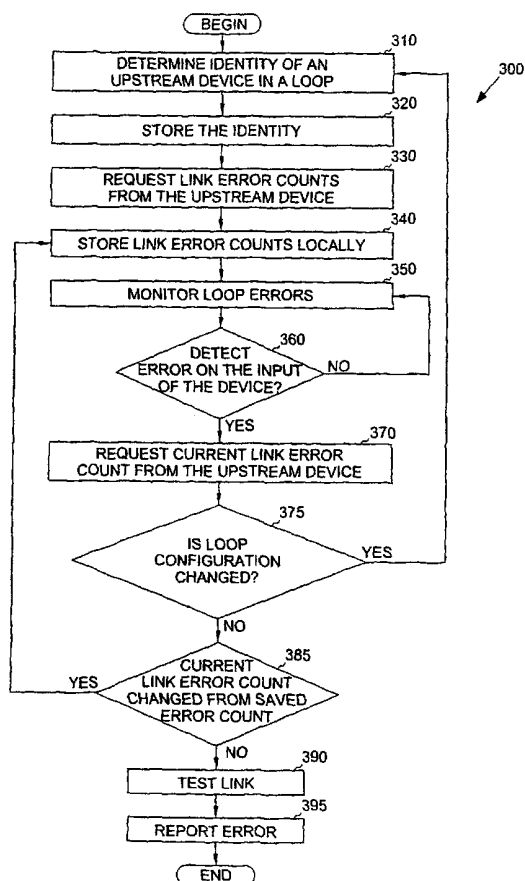 BEGIN
310
DETERMINE IDENTITY OF AN
UPSTREAM DEVICE IN A LOOP
300
320
STORE THE IDENTITY
330
REQUEST LINK ERROR COUNTS
FROM THE UPSTREAM DEVICE
340
STORE LINK ERROR COUNTS LOCALLY
350
MONITOR LOOP ERRORS
360
DETECT
ERROR ON THE INPUT
OF THE DEVICE?
NO
YES
370
REQUEST CURRENT LINK ERROR
COUNT FROM THE UPSTREAM DEVICE
375
IS LOOP
CONFIGURATION
CHANGED?
YES
NO
385
CURRENT
LINK ERROR COUNT
CHANGED FROM SAVED
ERROR COUNT
YES
NO
390
TEST LINK
395
REPORT ERROR
END